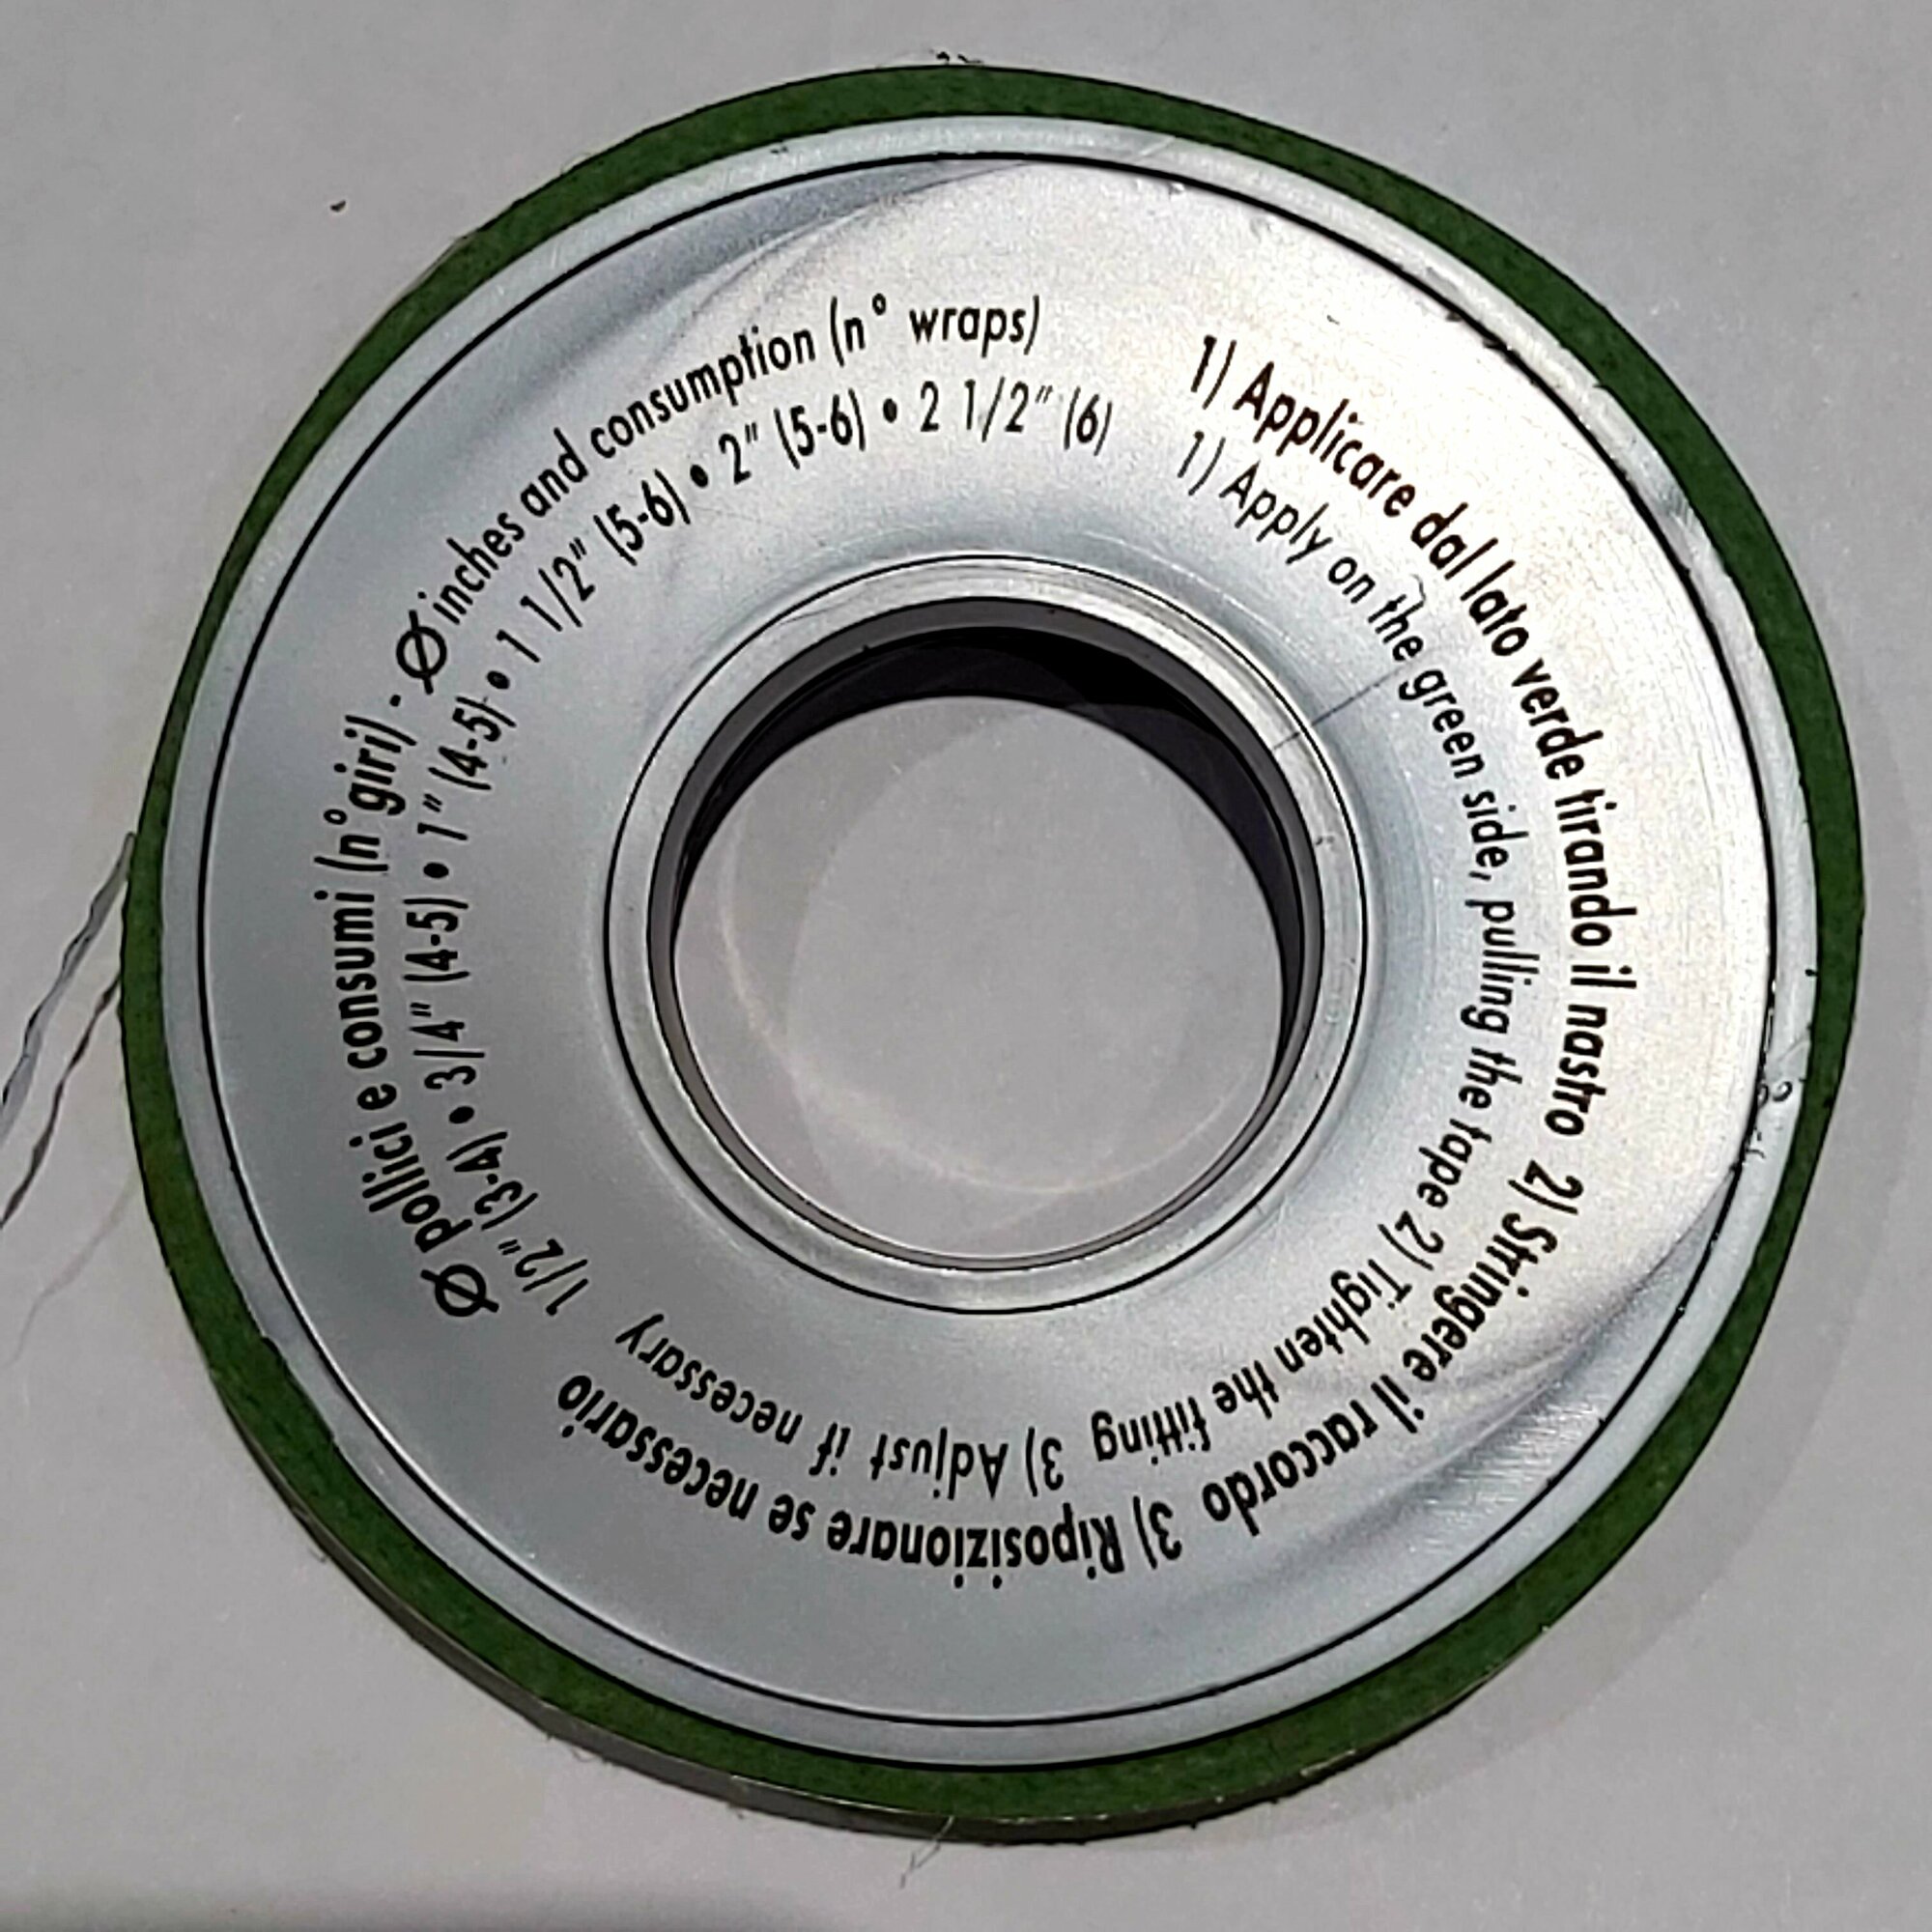 Ø pollici e consumi (n° giri) - Ø inches and consumption (n° wraps)
1/2" (3-4) • 3/4" (4-5) • 1" (4-5) • 1 1/2" (5-6) • 2" (5-6) • 2 1/2" (6)
1) Applicare dal lato verde tirando il nastro 2) Stringere il raccordo 3) Riposizionare se necessario
1) Apply on the green side, pulling the tape 2) Tighten the fitting 3) Adjust if necessary